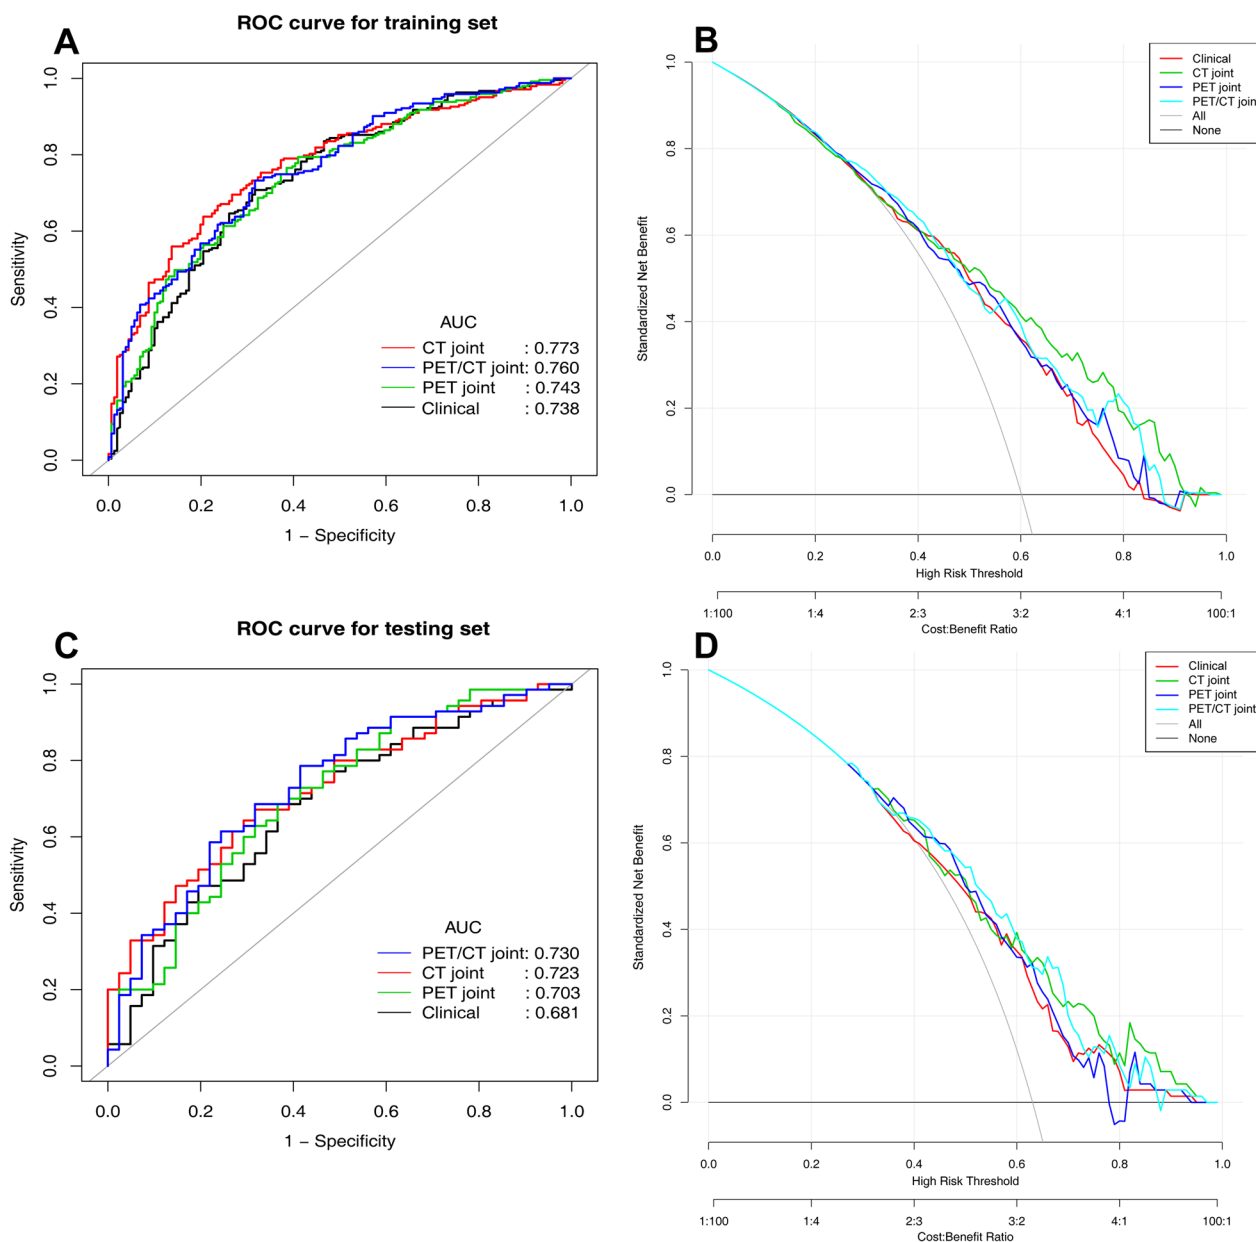 ROC curve for training set
A
Sensitivity
0.0 0.2 0.4 0.6 0.8 1.0
AUC
CT joint : 0.773
PET/CT joint: 0.760
PET joint : 0.743
Clinical : 0.738
0.0 0.2 0.4 0.6 0.8 1.0
1 − Specificity
B
Standardized Net Benefit
0.0 0.2 0.4 0.6 0.8 1.0
Clinical
CT joint
PET joint
PET/CT join
All
None
0.0 0.2 0.4 0.6 0.8 1.0
High Risk Threshold
1:100 1:4 2:3 3:2 4:1 100:1
Cost:Benefit Ratio
ROC curve for testing set
C
Sensitivity
0.0 0.2 0.4 0.6 0.8 1.0
AUC
PET/CT joint: 0.730
CT joint : 0.723
PET joint : 0.703
Clinical : 0.681
0.0 0.2 0.4 0.6 0.8 1.0
1 − Specificity
D
Standardized Net Benefit
0.0 0.2 0.4 0.6 0.8 1.0
Clinical
CT joint
PET joint
PET/CT joint
All
None
0.0 0.2 0.4 0.6 0.8 1.0
High Risk Threshold
1:100 1:4 2:3 3:2 4:1 100:1
Cost:Benefit Ratio